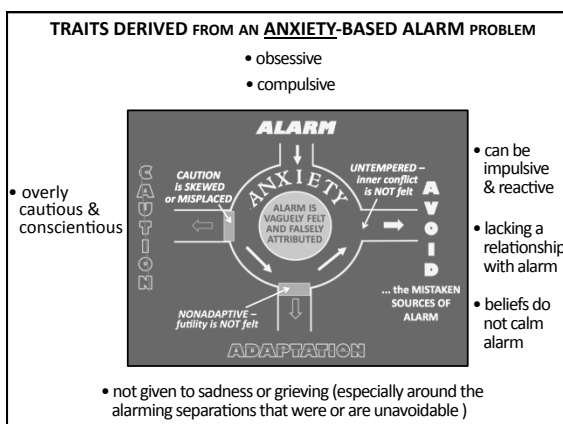 TRAITS DERIVED FROM AN ANXIETY-BASED ALARM PROBLEM
• obsessive
• compulsive
ALARM
CAUTION
CAUTION
is SKEWED
or MISPLACED
ANXIETY
UNTEMPERED –
inner conflict
is NOT felt
ALARM IS
VAGUELY FELT
AND FALSELY
ATTRIBUTED
AVOID
... the MISTAKEN
SOURCES OF
ALARM
NONADAPTIVE –
futility is NOT felt
ADAPTATION
• overly
cautious &
conscientious
• can be
impulsive
& reactive
• lacking a
relationship
with alarm
• beliefs do
not calm
alarm
• not given to sadness or grieving (especially around the
alarming separations that were or are unavoidable )